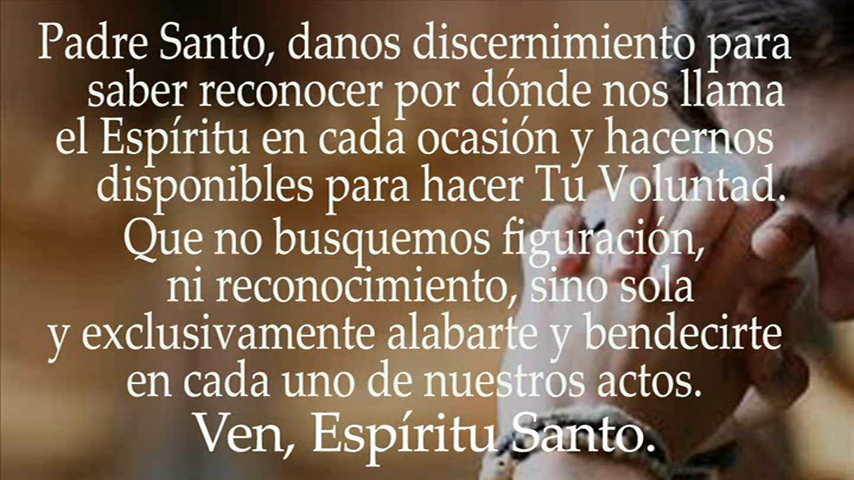 Padre Santo, danos discernimiento para
saber reconocer por dónde nos llama
el Espíritu en cada ocasión y hacernos
disponibles para hacer Tu Voluntad.
Que no busquemos figuración,
ni reconocimiento, sino sola
y exclusivamente alabarte y bendecirte
en cada uno de nuestros actos.
Ven, Espíritu Santo.